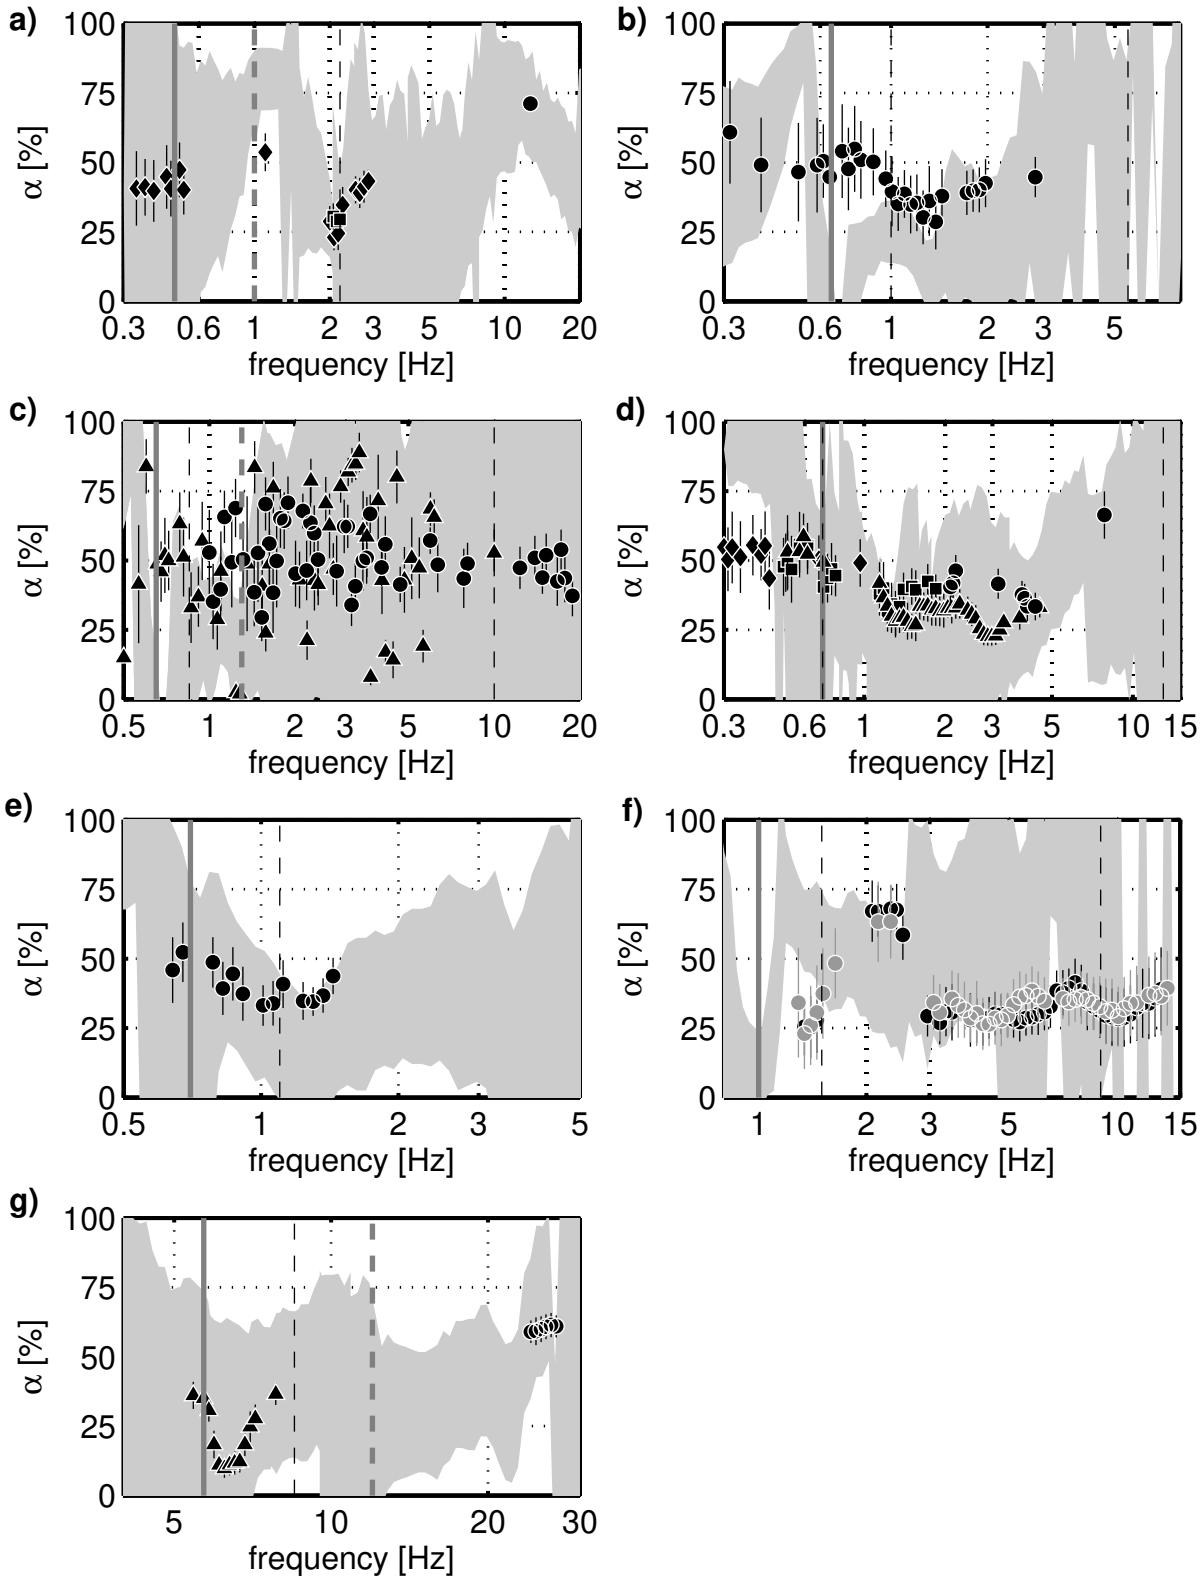 a)
100
75
50
25
0
α [%]
0.3 0.6 1 2 3 5 10 20
frequency [Hz]
b)
100
75
50
25
0
α [%]
0.3 0.6 1 2 3 5
frequency [Hz]
c)
100
75
50
25
0
α [%]
0.5 1 2 3 5 10 20
frequency [Hz]
d)
100
75
50
25
0
α [%]
0.3 0.6 1 2 3 5 10 15
frequency [Hz]
e)
100
75
50
25
0
α [%]
0.5 1 2 3 5
frequency [Hz]
f)
100
75
50
25
0
α [%]
1 2 3 5 10 15
frequency [Hz]
g)
100
75
50
25
0
α [%]
5 10 20 30
frequency [Hz]